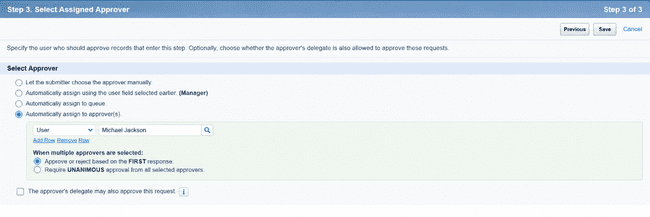 Step 3. Select Assigned Approver
Step 3 of 3
Previous Save Cancel
Specify the user who should approve records that enter this step. Optionally, choose whether the approver's delegate is also allowed to approve these requests.
Select Approver
Let the submitter choose the approver manually.
Automatically assign using the user field selected earlier. (Manager)
Automatically assign to queue.
Automatically assign to approver(s).
User Michael Jackson
Add Row Remove Row
When multiple approvers are selected:
Approve or reject based on the FIRST response.
Require UNANIMOUS approval from all selected approvers.
The approver's delegate may also approve this request. i